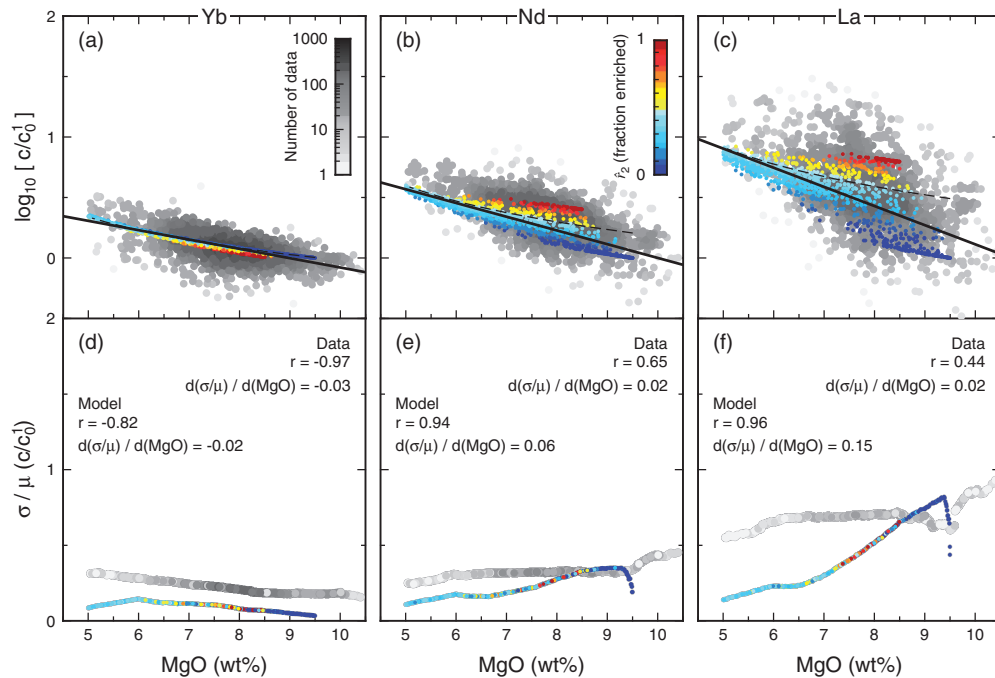 Yb
Nd
La
(a)
(b)
(c)
Number of data
1000
100
10
1
r̂₂ (fraction enriched)
1
0
log₁₀ [ c/c₀¹ ]
2
1
0
2
(d)
Data
r = -0.97
d(σ/μ) / d(MgO) = -0.03
Model
r = -0.82
d(σ/μ) / d(MgO) = -0.02
(e)
Data
r = 0.65
d(σ/μ) / d(MgO) = 0.02
Model
r = 0.94
d(σ/μ) / d(MgO) = 0.06
(f)
Data
r = 0.44
d(σ/μ) / d(MgO) = 0.02
Model
r = 0.96
d(σ/μ) / d(MgO) = 0.15
σ / μ (c/c₀¹)
1
0
5 6 7 8 9 10
5 6 7 8 9 10
5 6 7 8 9 10
MgO (wt%)
MgO (wt%)
MgO (wt%)